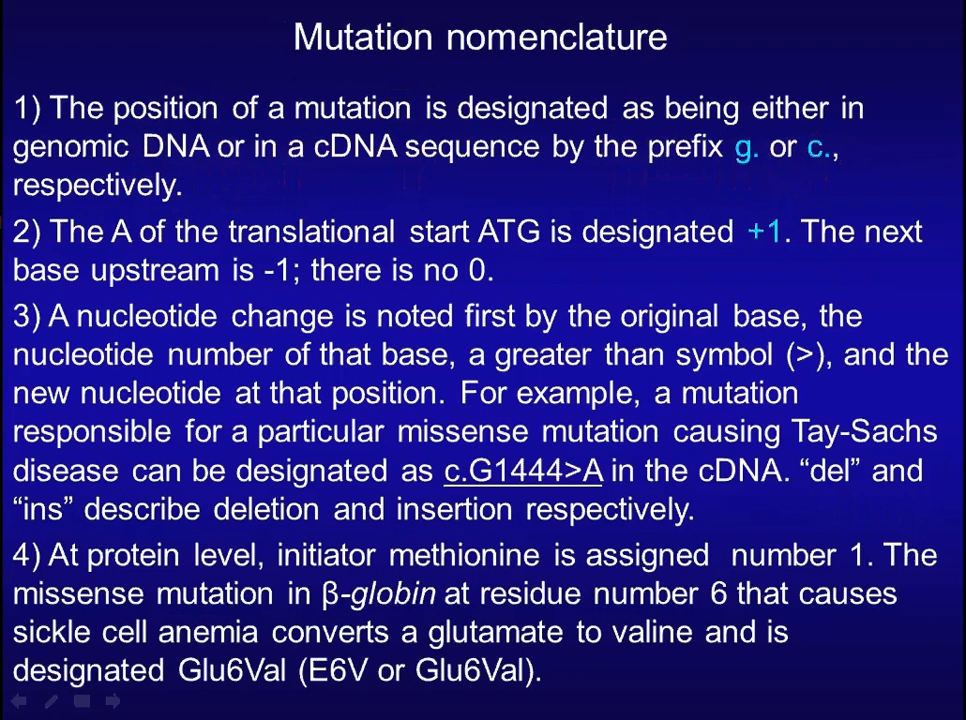 Mutation nomenclature
1) The position of a mutation is designated as being either in
genomic DNA or in a cDNA sequence by the prefix g. or c.,
respectively.
2) The A of the translational start ATG is designated +1. The next
base upstream is -1; there is no 0.
3) A nucleotide change is noted first by the original base, the
nucleotide number of that base, a greater than symbol (>), and the
new nucleotide at that position. For example, a mutation
responsible for a particular missense mutation causing Tay-Sachs
disease can be designated as c.G1444>A in the cDNA. “del” and
“ins” describe deletion and insertion respectively.
4) At protein level, initiator methionine is assigned number 1. The
missense mutation in β-globin at residue number 6 that causes
sickle cell anemia converts a glutamate to valine and is
designated Glu6Val (E6V or Glu6Val).